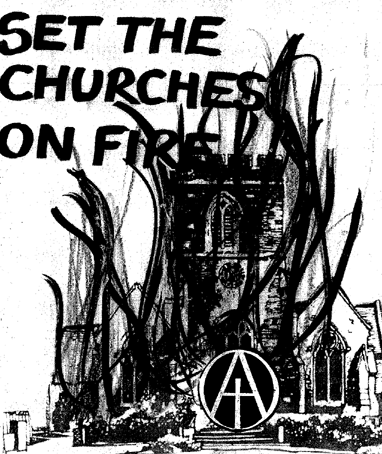 SET THE
CHURCHES
ON FIRE